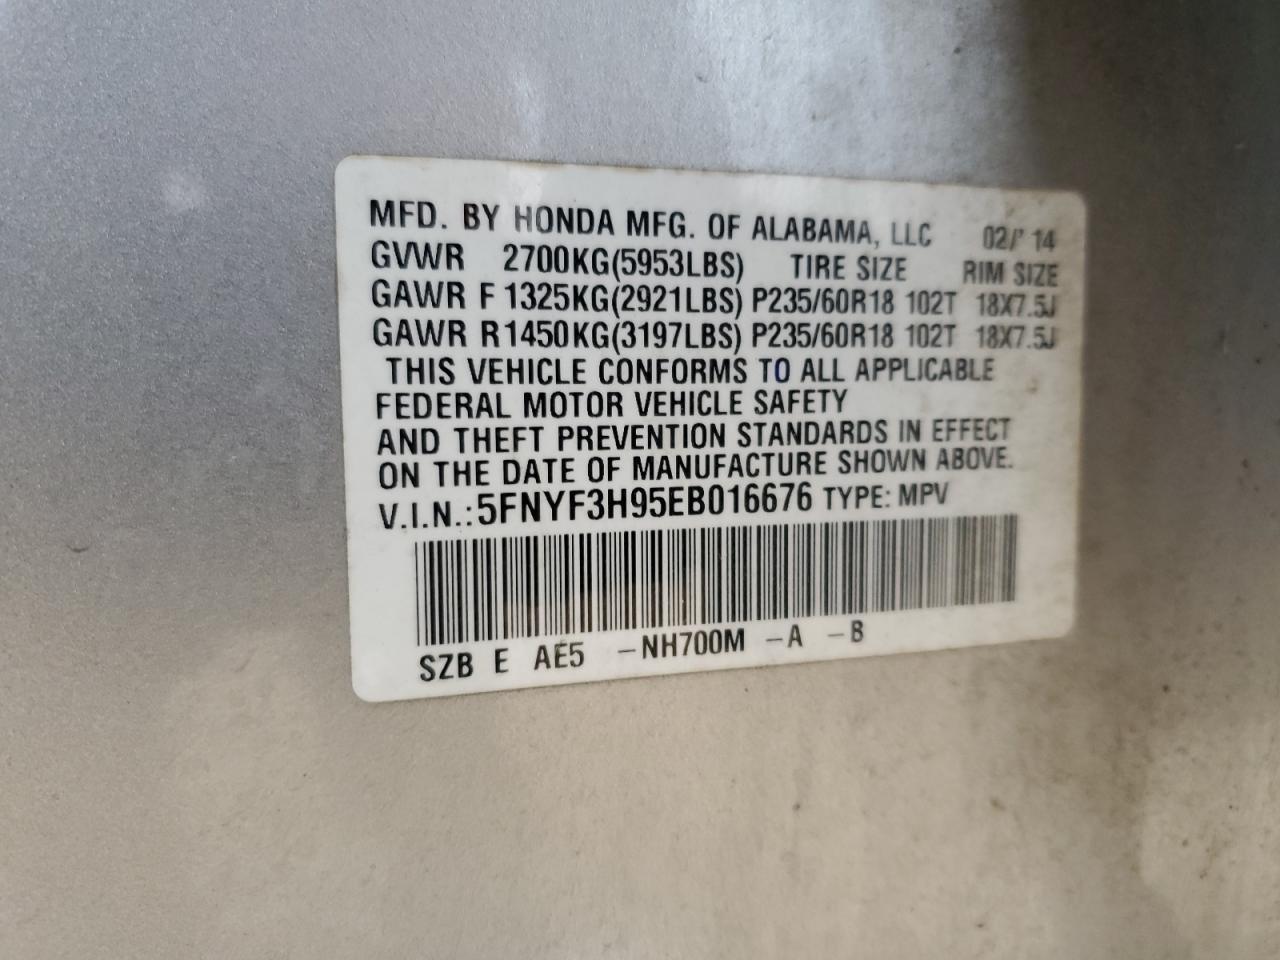 MFD. BY HONDA MFG. OF ALABAMA, LLC 02/' 14
GVWR 2700KG(5953LBS) TIRE SIZE RIM SIZE
GAWR F 1325KG(2921LBS) P235/60R18 102T 18X7.5J
GAWR R1450KG(3197LBS) P235/60R18 102T 18X7.5J
THIS VEHICLE CONFORMS TO ALL APPLICABLE
FEDERAL MOTOR VEHICLE SAFETY
AND THEFT PREVENTION STANDARDS IN EFFECT
ON THE DATE OF MANUFACTURE SHOWN ABOVE.
V.I.N.: 5FNYF3H95EB016676 TYPE: MPV
SZB E AE5 –NH700M –A –B